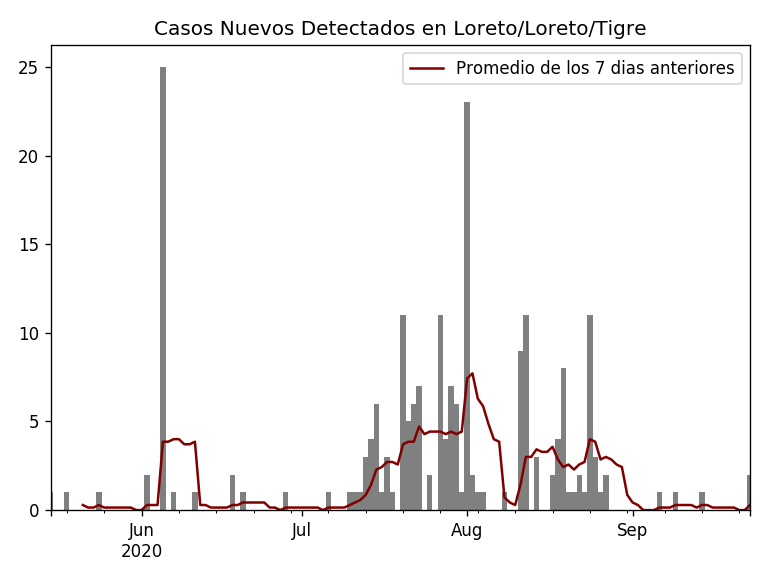 Casos Nuevos Detectados en Loreto/Loreto/Tigre
Promedio de los 7 dias anteriores
25
20
15
10
5
0
Jun
2020
Jul
Aug
Sep